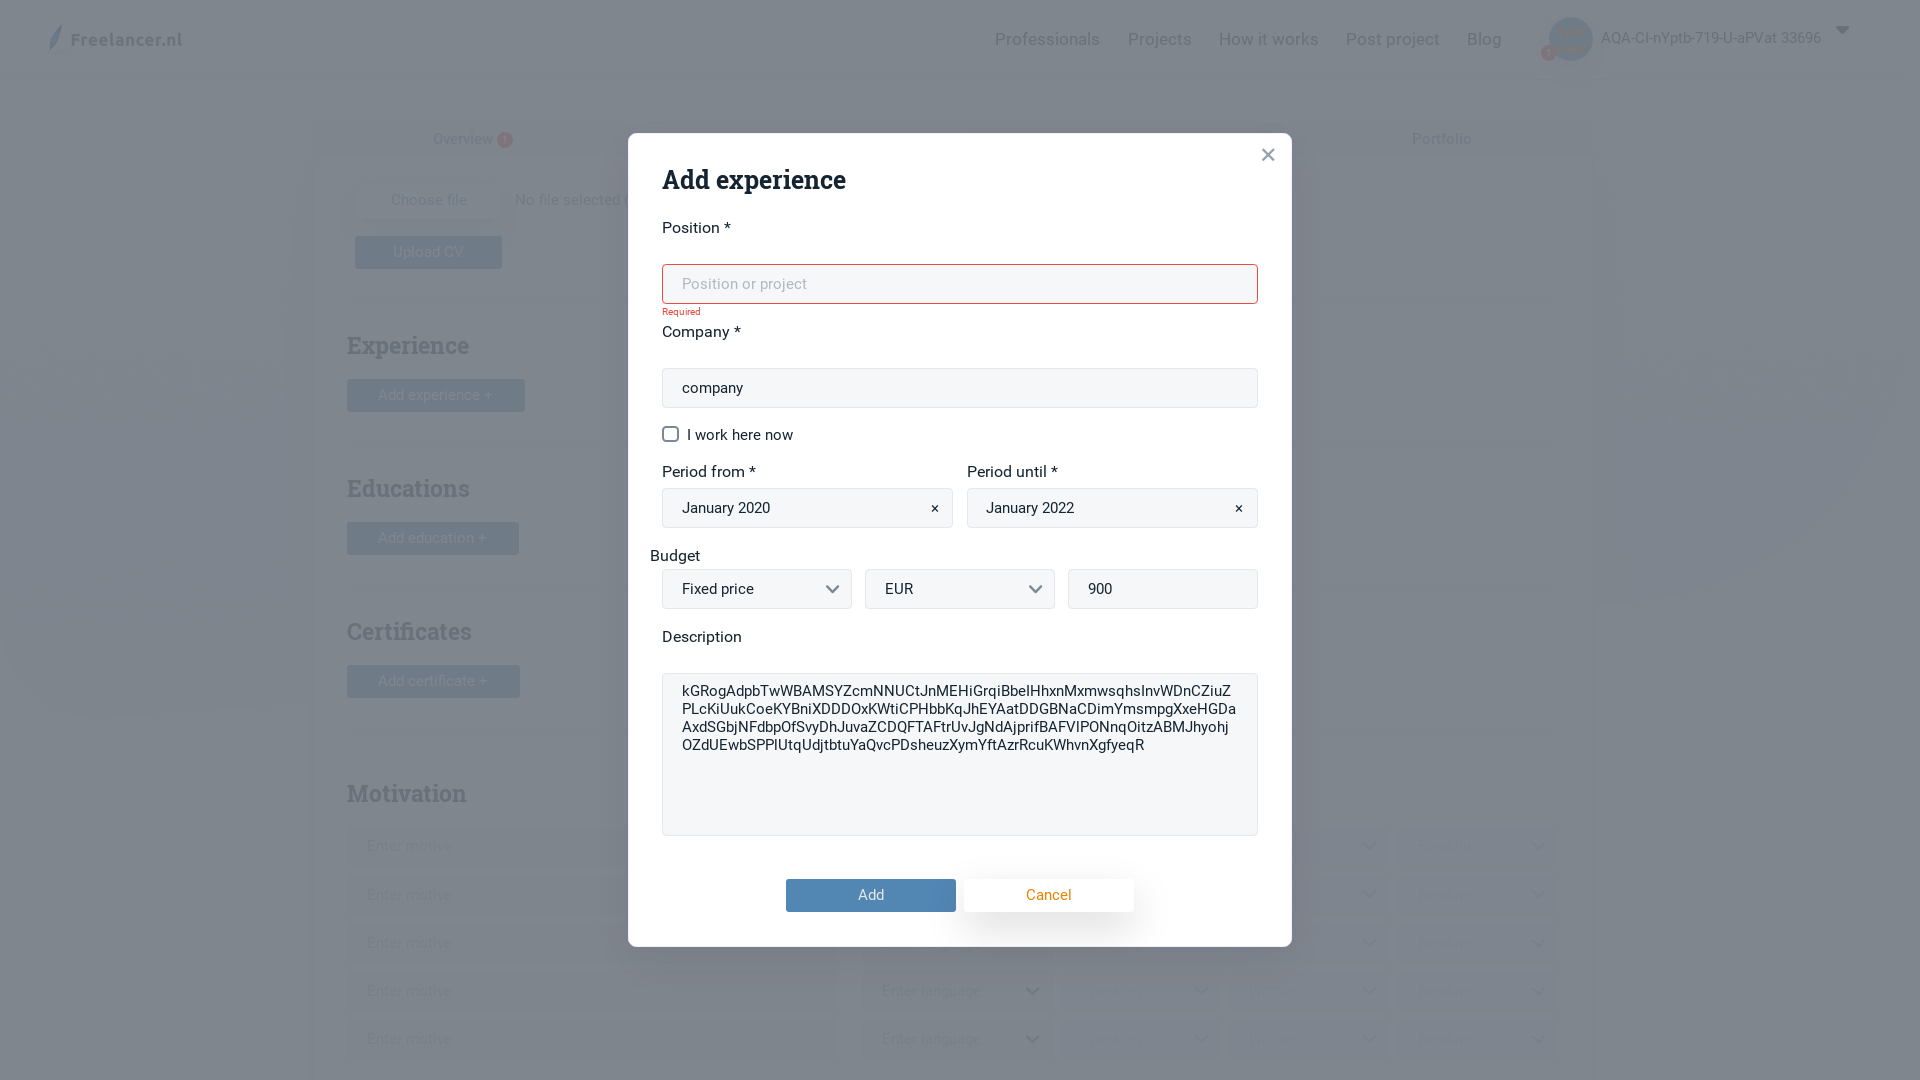 Freelancer.nl
Professionals
Projects
How it works
Post project
Blog
AQA-CI-nYptb-719-U-aPVat 33696
Overview
Portfolio
Choose file
No file selected
Upload CV
Experience
Add experience +
Educations
Add education +
Certificates
Add certificate +
Motivation
Enter motive
Enter motive
Enter motive
Enter motive
Enter language
Enter motive
Enter language
Add experience
Position *
Position or project
Required
Company *
company
I work here now
Period from *
Period until *
January 2020 ×
January 2022 ×
Budget
Fixed price
EUR
900
Description
kGRogAdpbTwWBAMSYZcmNNUCtJnMEHiGrqiBbeIHhxnMxmwsqhsInvWDnCZiuZ
PLcKiUukCoeKYBniXDDDOxKWtiCPHbbKqJhEYAatDDGBNaCDimYmsmpgXxeHGDa
AxdSGbjNFdbpOfSvyDhJuvaZCDQFTAFtrUvJgNdAjprifBAFVlPONnqOitzABMJhyohj
OZdUEwbSPPlUtqUdjtbtuYaQvcPDsheuzXymYftAzrRcuKWhvnXgfyeqR
Add
Cancel